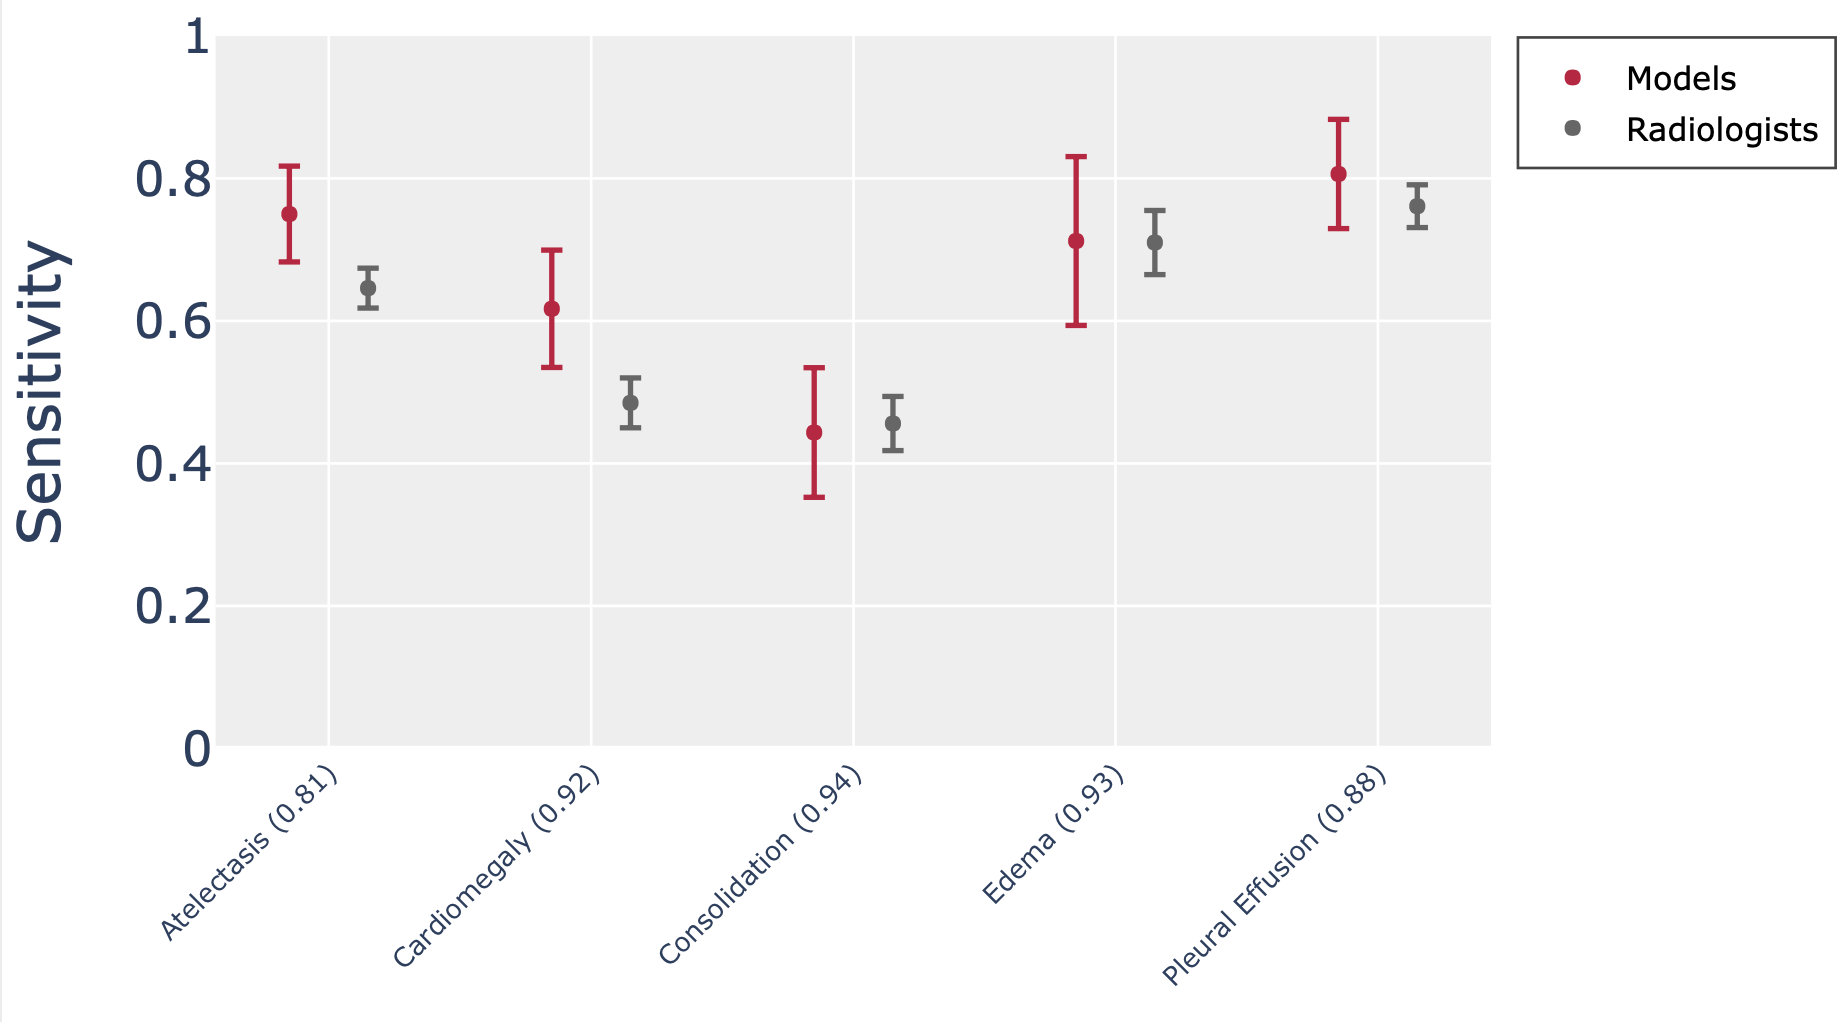 Sensitivity
1
0.8
0.6
0.4
0.2
0
Atelectasis (0.81)
Cardiomegaly (0.92)
Consolidation (0.94)
Edema (0.93)
Pleural Effusion (0.88)
Models
Radiologists